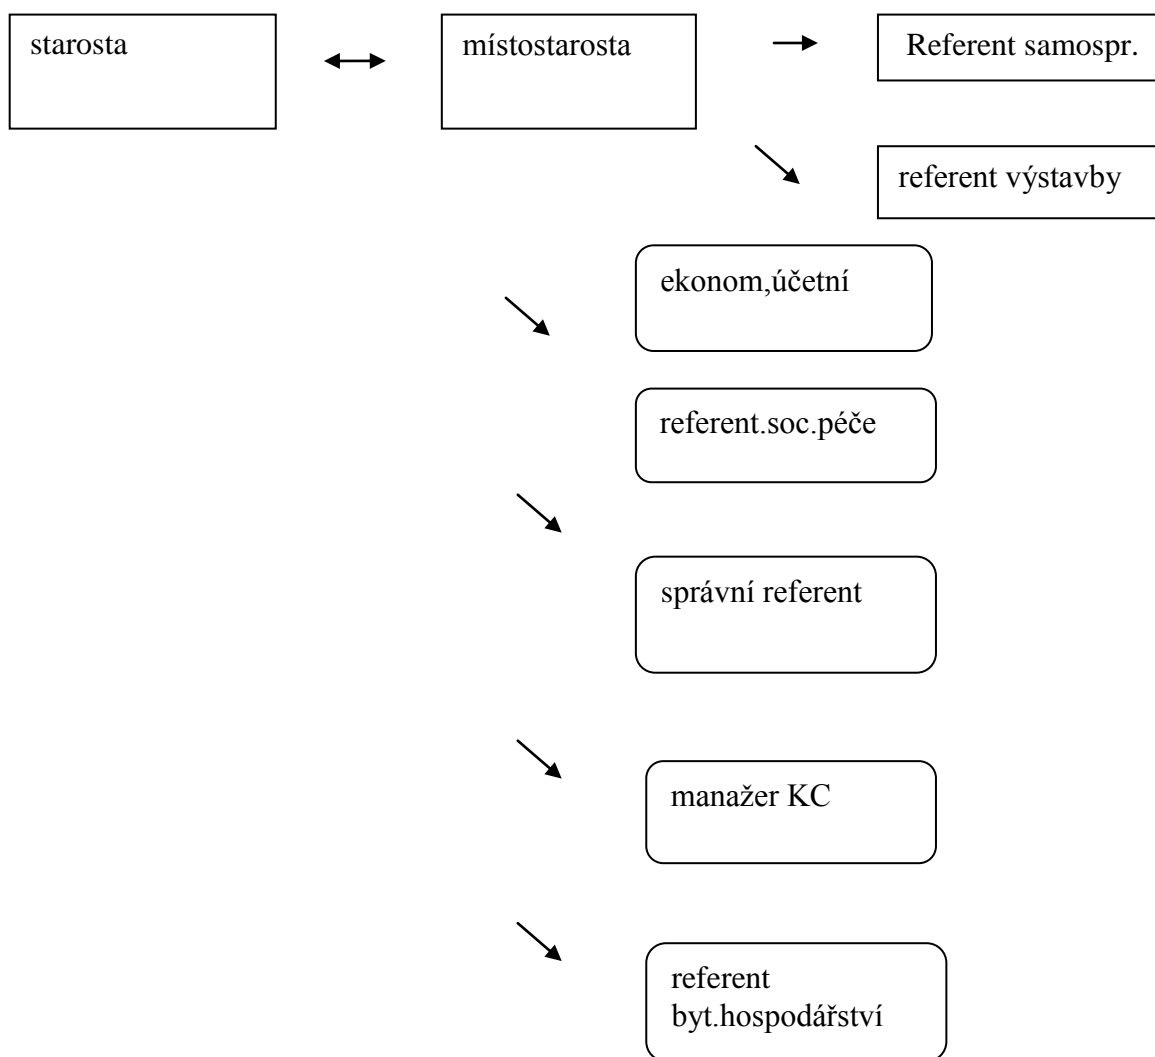 starosta
místostarosta
Referent samospr.
referent výstavby
ekonom,účetní
referent.soc.péče
správní referent
manažer KC
referent
byt.hospodářství